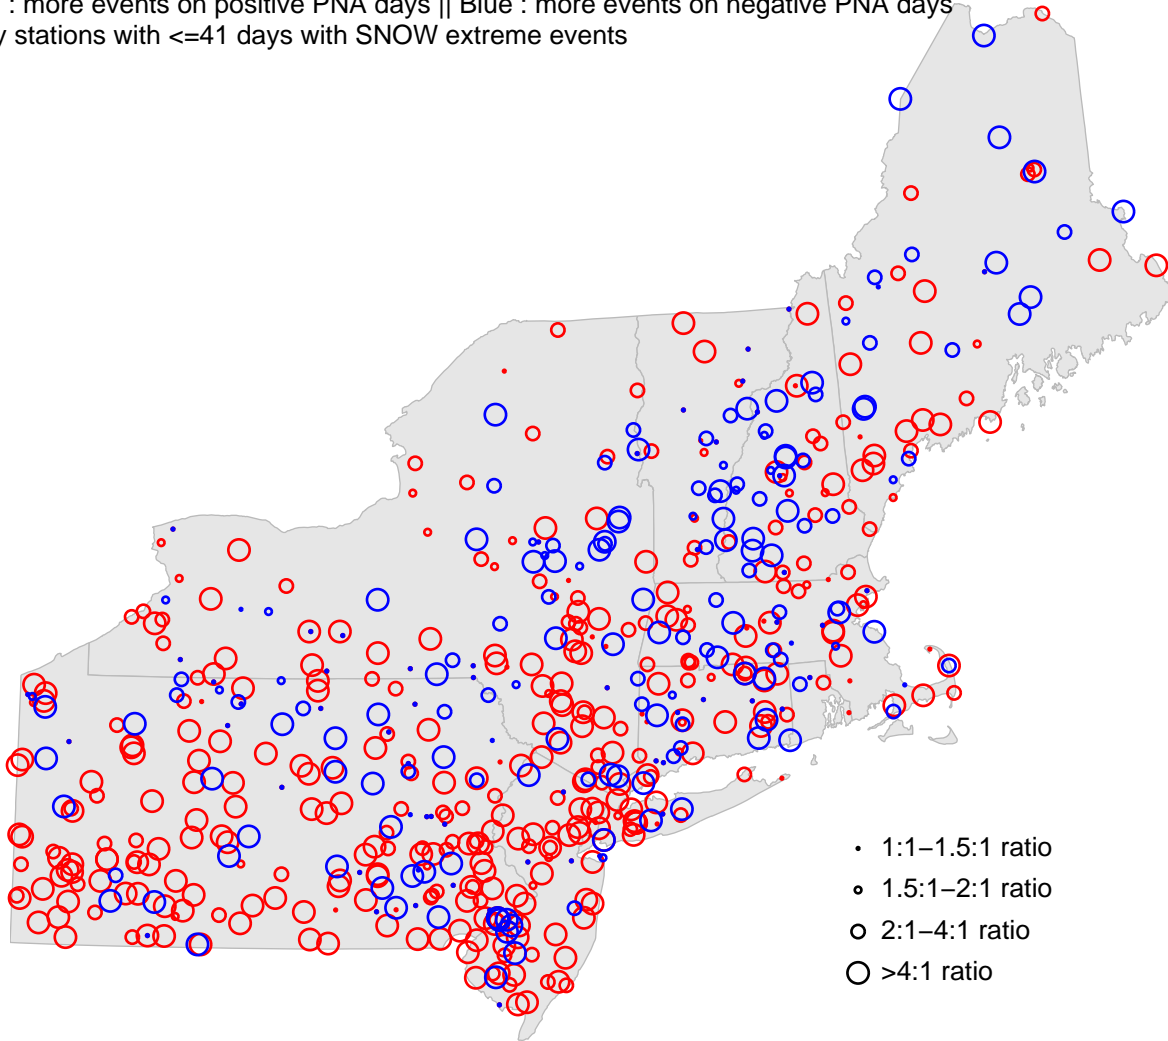 : more events on positive PNA days || Blue : more events on negative PNA days
stations with <=41 days with SNOW extreme events
1:1–1.5:1 ratio
1.5:1–2:1 ratio
2:1–4:1 ratio
>4:1 ratio